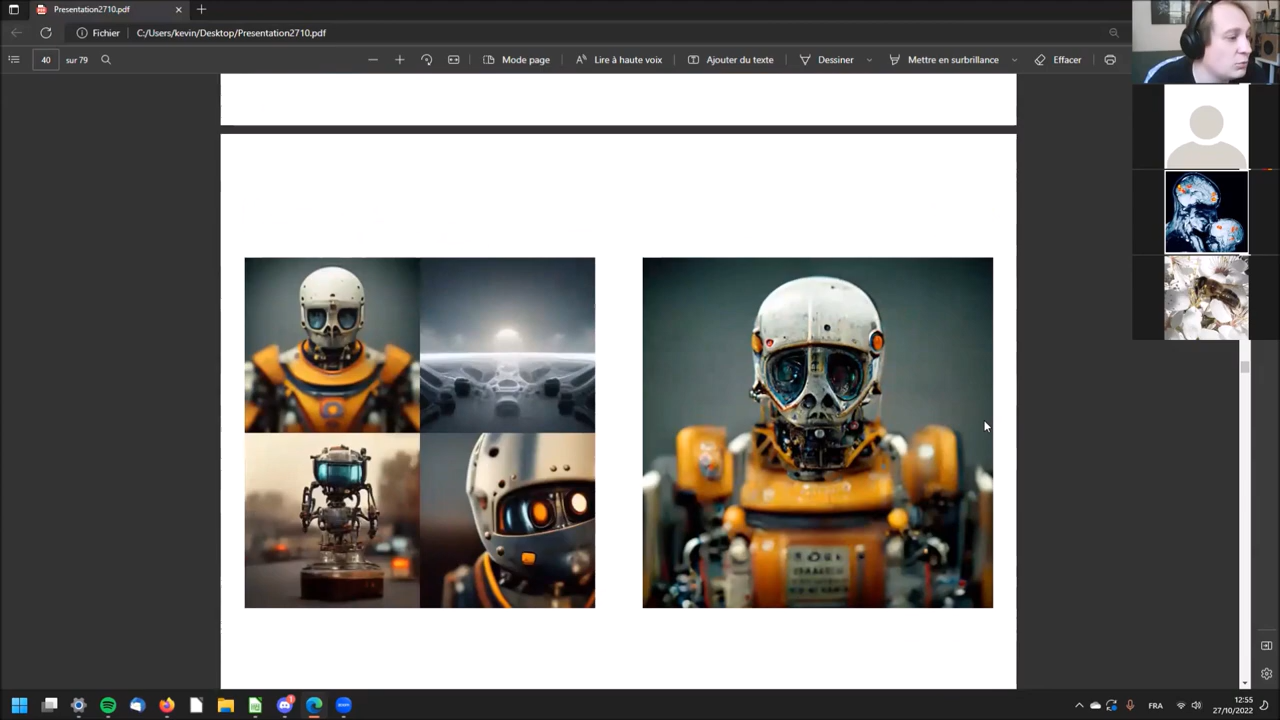 Presentation2710.pdf
Fichier
C:/Users/kevin/Desktop/Presentation2710.pdf
40 sur 79
Mode page
Lire à haute voix
Ajouter du texte
Dessiner
Mettre en surbrillance
Effacer
FRA
12:55
27/10/2022